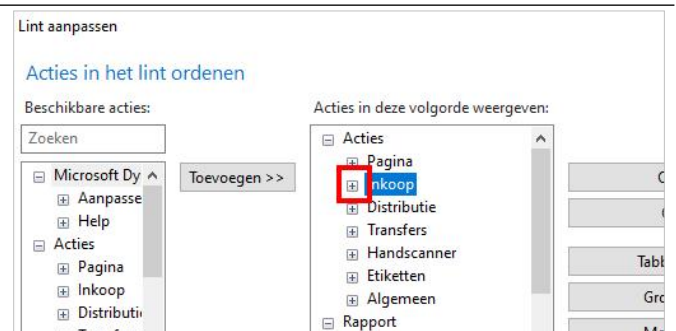 Lint aanpassen
Acties in het lint ordenen
Beschikbare acties:
Zoeken
Microsoft Dy
Aanpasse
Help
Acties
Pagina
Inkoop
Distributi
Toevoegen >>
Acties in deze volgorde weergeven:
Acties
Pagina
nkoop
Distributie
Transfers
Handscanner
Etiketten
Algemeen
Rapport
Tabb
Gro